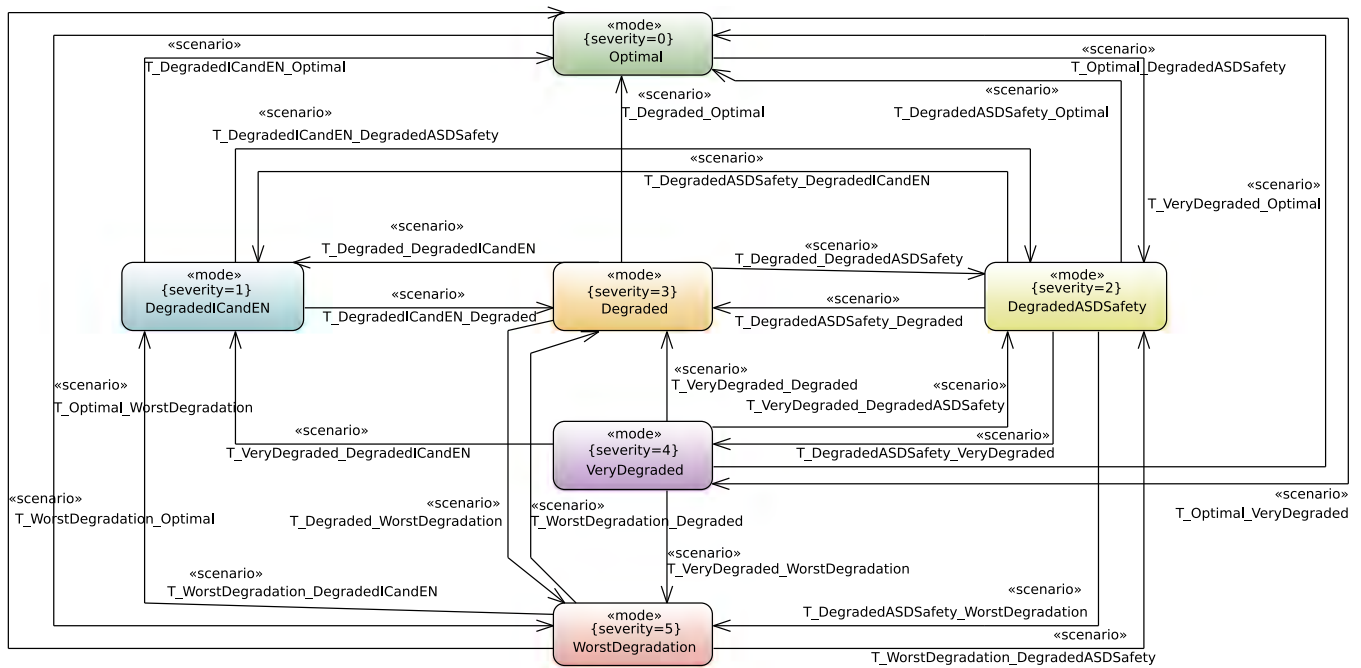 «mode»
{severity=0}
Optimal
«scenario»
T_DegradedICandEN_Optimal
«scenario»
T_Optimal_DegradedASDSafety
«scenario»
T_Degraded_Optimal
«scenario»
T_DegradedASDSafety_Optimal
«scenario»
T_DegradedICandEN_DegradedASDSafety
«scenario»
T_DegradedASDSafety_DegradedICandEN
«scenario»
T_VeryDegraded_Optimal
«scenario»
T_Degraded_DegradedICandEN
«scenario»
T_Degraded_DegradedASDSafety
«mode»
{severity=1}
DegradedICandEN
«mode»
{severity=3}
Degraded
«mode»
{severity=2}
DegradedASDSafety
«scenario»
T_DegradedICandEN_Degraded
«scenario»
T_DegradedASDSafety_Degraded
«scenario»
T_Optimal_WorstDegradation
«scenario»
T_VeryDegraded_Degraded
«scenario»
T_VeryDegraded_DegradedASDSafety
«scenario»
T_VeryDegraded_DegradedICandEN
«mode»
{severity=4}
VeryDegraded
«scenario»
T_DegradedASDSafety_VeryDegraded
«scenario»
T_WorstDegradation_Optimal
«scenario»
T_Degraded_WorstDegradation
«scenario»
T_WorstDegradation_Degraded
«scenario»
T_Optimal_VeryDegraded
«scenario»
T_VeryDegraded_WorstDegradation
«scenario»
T_WorstDegradation_DegradedICandEN
«mode»
{severity=5}
WorstDegradation
«scenario»
T_DegradedASDSafety_WorstDegradation
«scenario»
T_WorstDegradation_DegradedASDSafety